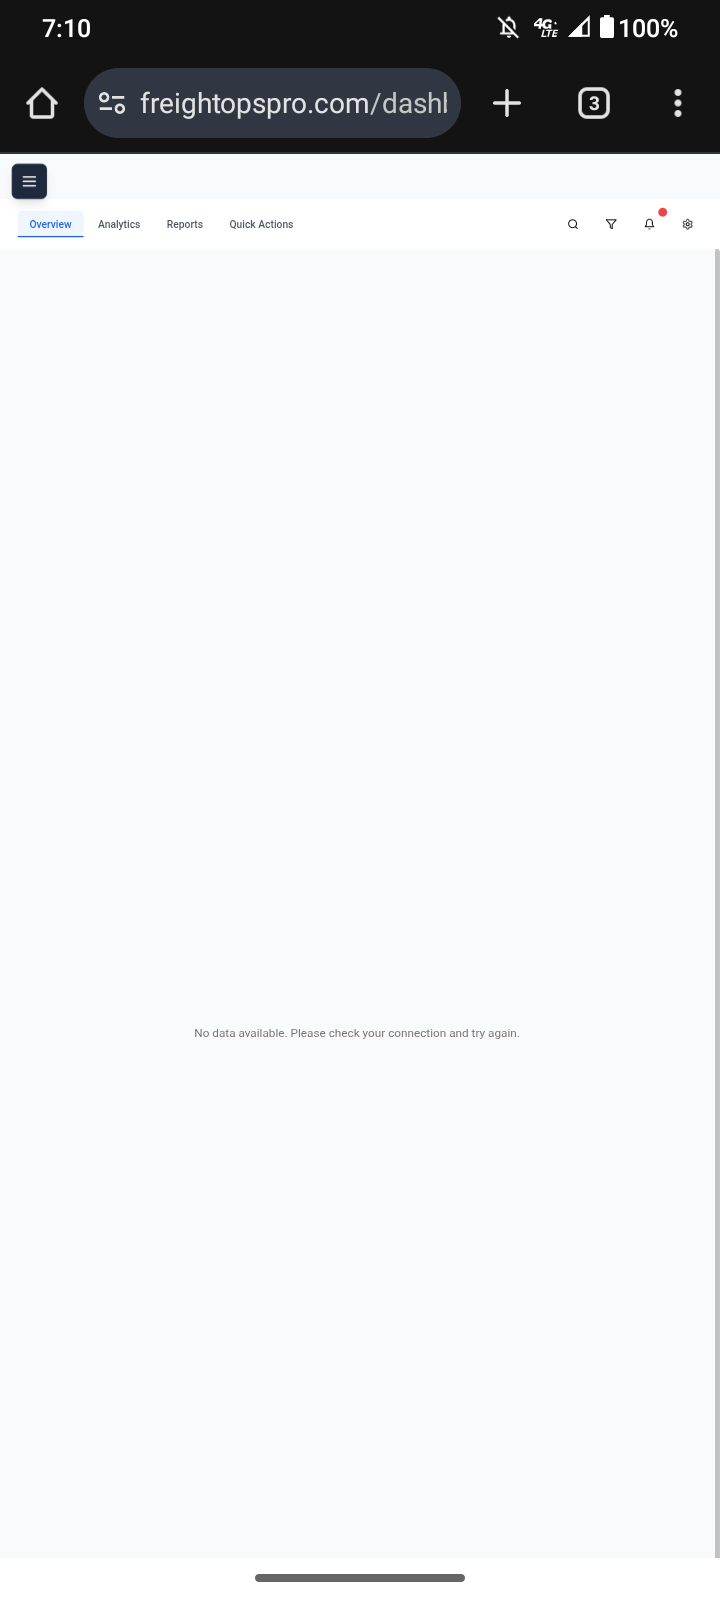 7:10
4G+ LTE
100%
freightopspro.com/dashb
3
Overview
Analytics
Reports
Quick Actions
No data available. Please check your connection and try again.